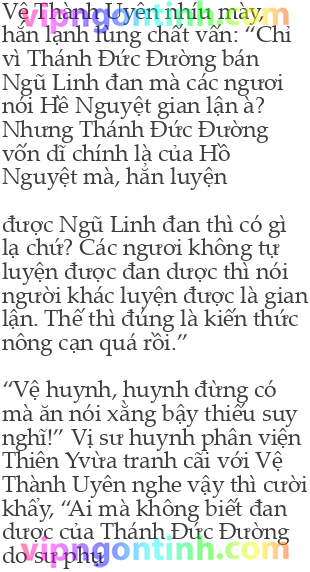 vipngontinh.com
Vệ Thành Uyên nhíu mày,
hắn lạnh lùng chất vấn: “Chỉ
vì Thánh Đức Đường bán
Ngũ Linh đan mà các ngươi
nói Hề Nguyệt gian lận à?
Nhưng Thánh Đức Đường
vốn dĩ chính là của Hồ
Nguyệt mà, hắn luyện
được Ngũ Linh đan thì có gì
lạ chứ? Các ngươi không tự
luyện được đan dược thì nói
người khác luyện được là gian
lận. Thế thì đúng là kiến thức
nông cạn quá rồi.”
“Vệ huynh, huynh đừng có
mà ăn nói xằng bậy thiếu suy
nghĩ!” Vị sư huynh phân viện
Thiên Yvừa tranh cãi với Vệ
Thành Uyên nghe vậy thì cười
khẩy, “Ai mà không biết đan
dược của Thánh Đức Đường
do sư phụ
vipngontinh.com